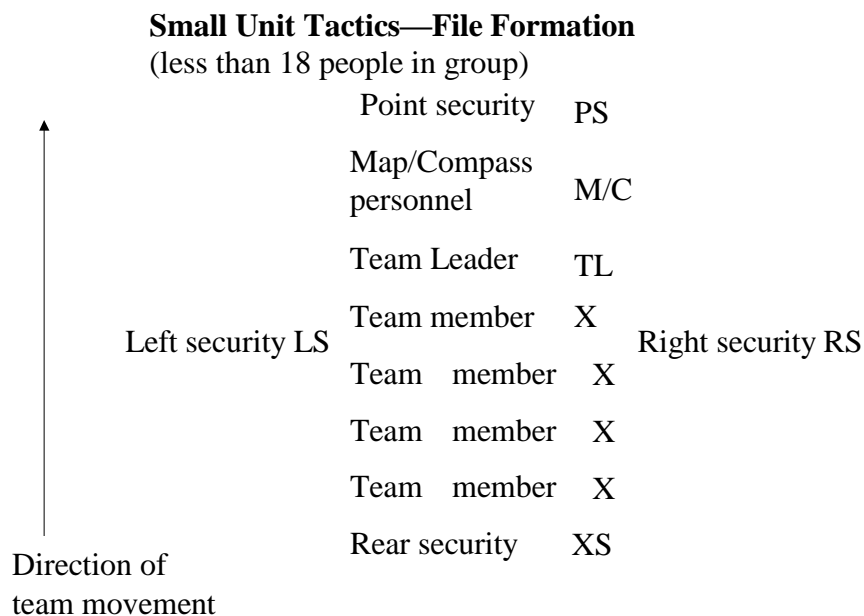 Small Unit Tactics—File Formation
(less than 18 people in group)
Point security PS
Map/Compass
personnel M/C
Team Leader TL
Team member X
Left security LS
Right security RS
Team member X
Team member X
Team member X
Rear security XS
Direction of
team movement